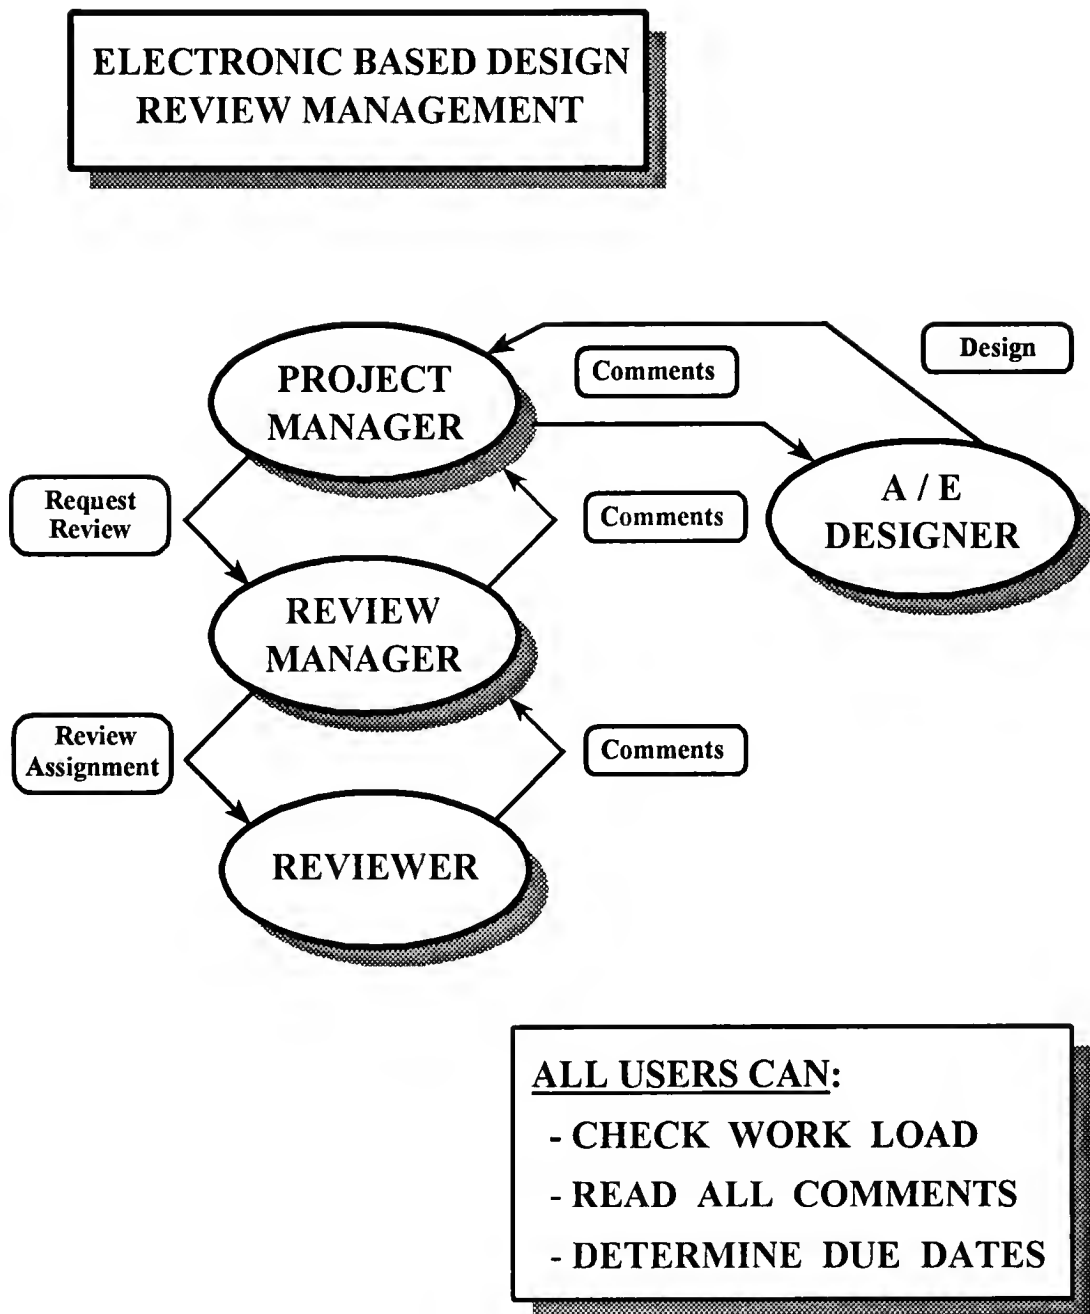 ELECTRONIC BASED DESIGN
REVIEW MANAGEMENT
Design
PROJECT
MANAGER
Comments
A / E
DESIGNER
Request
Review
Comments
REVIEW
MANAGER
Review
Assignment
Comments
REVIEWER
ALL USERS CAN:
- CHECK WORK LOAD
- READ ALL COMMENTS
- DETERMINE DUE DATES